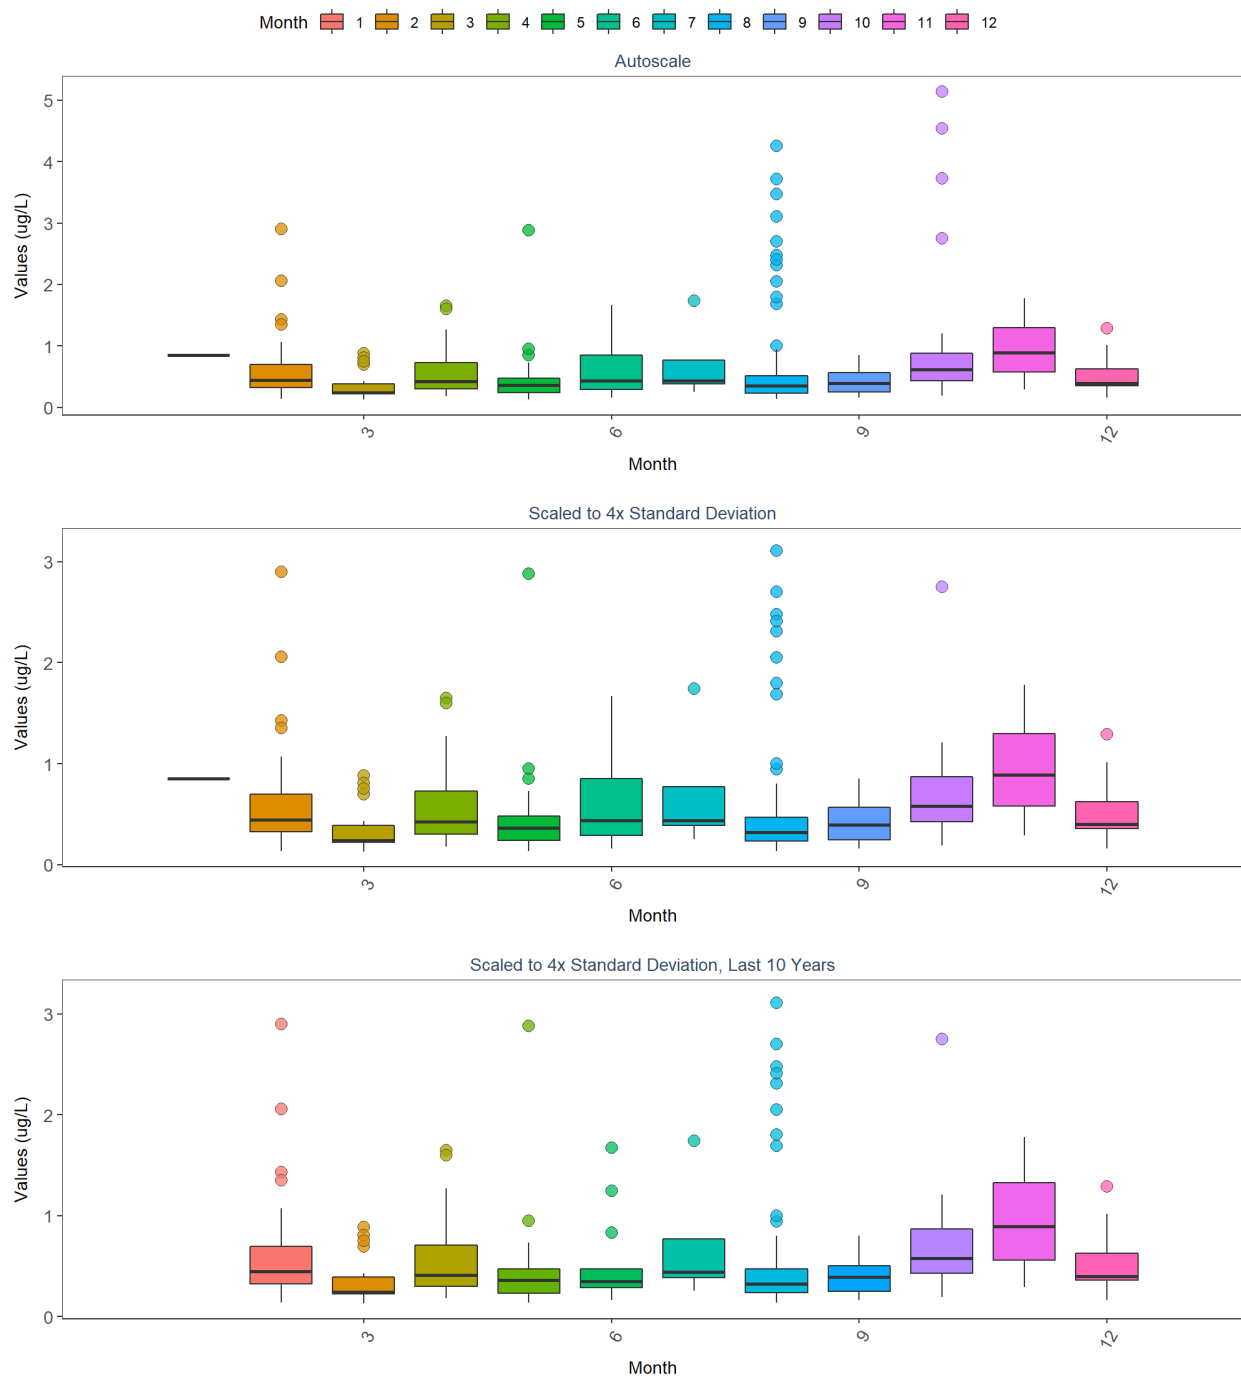 Month 1 2 3 4 5 6 7 8 9 10 11 12
Autoscale
Values (ug/L)
5
4
3
2
1
0
3 6 9 12
Month
Scaled to 4x Standard Deviation
Values (ug/L)
3
2
1
0
3 6 9 12
Month
Scaled to 4x Standard Deviation, Last 10 Years
Values (ug/L)
3
2
1
0
3 6 9 12
Month